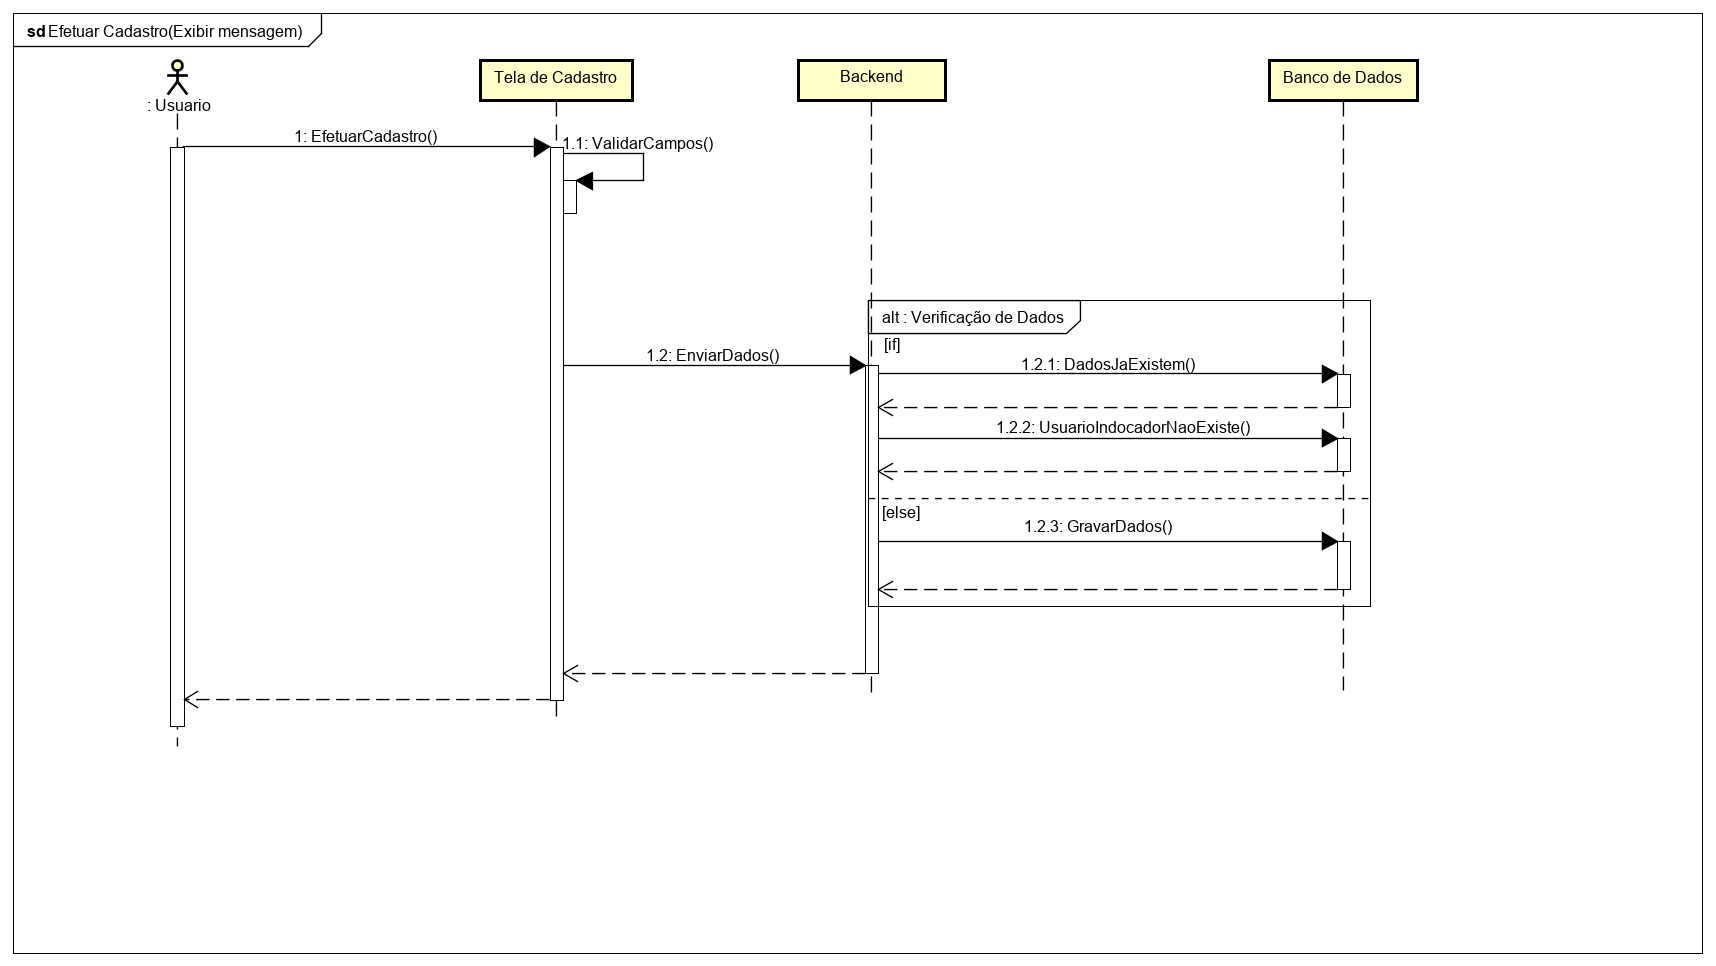 sd Efetuar Cadastro(Exibir mensagem)
: Usuario
Tela de Cadastro
Backend
Banco de Dados
1: EfetuarCadastro()
1.1: ValidarCampos()
alt : Verificação de Dados
[if]
1.2: EnviarDados()
1.2.1: DadosJaExistem()
1.2.2: UsuarioIndocadorNaoExiste()
[else]
1.2.3: GravarDados()